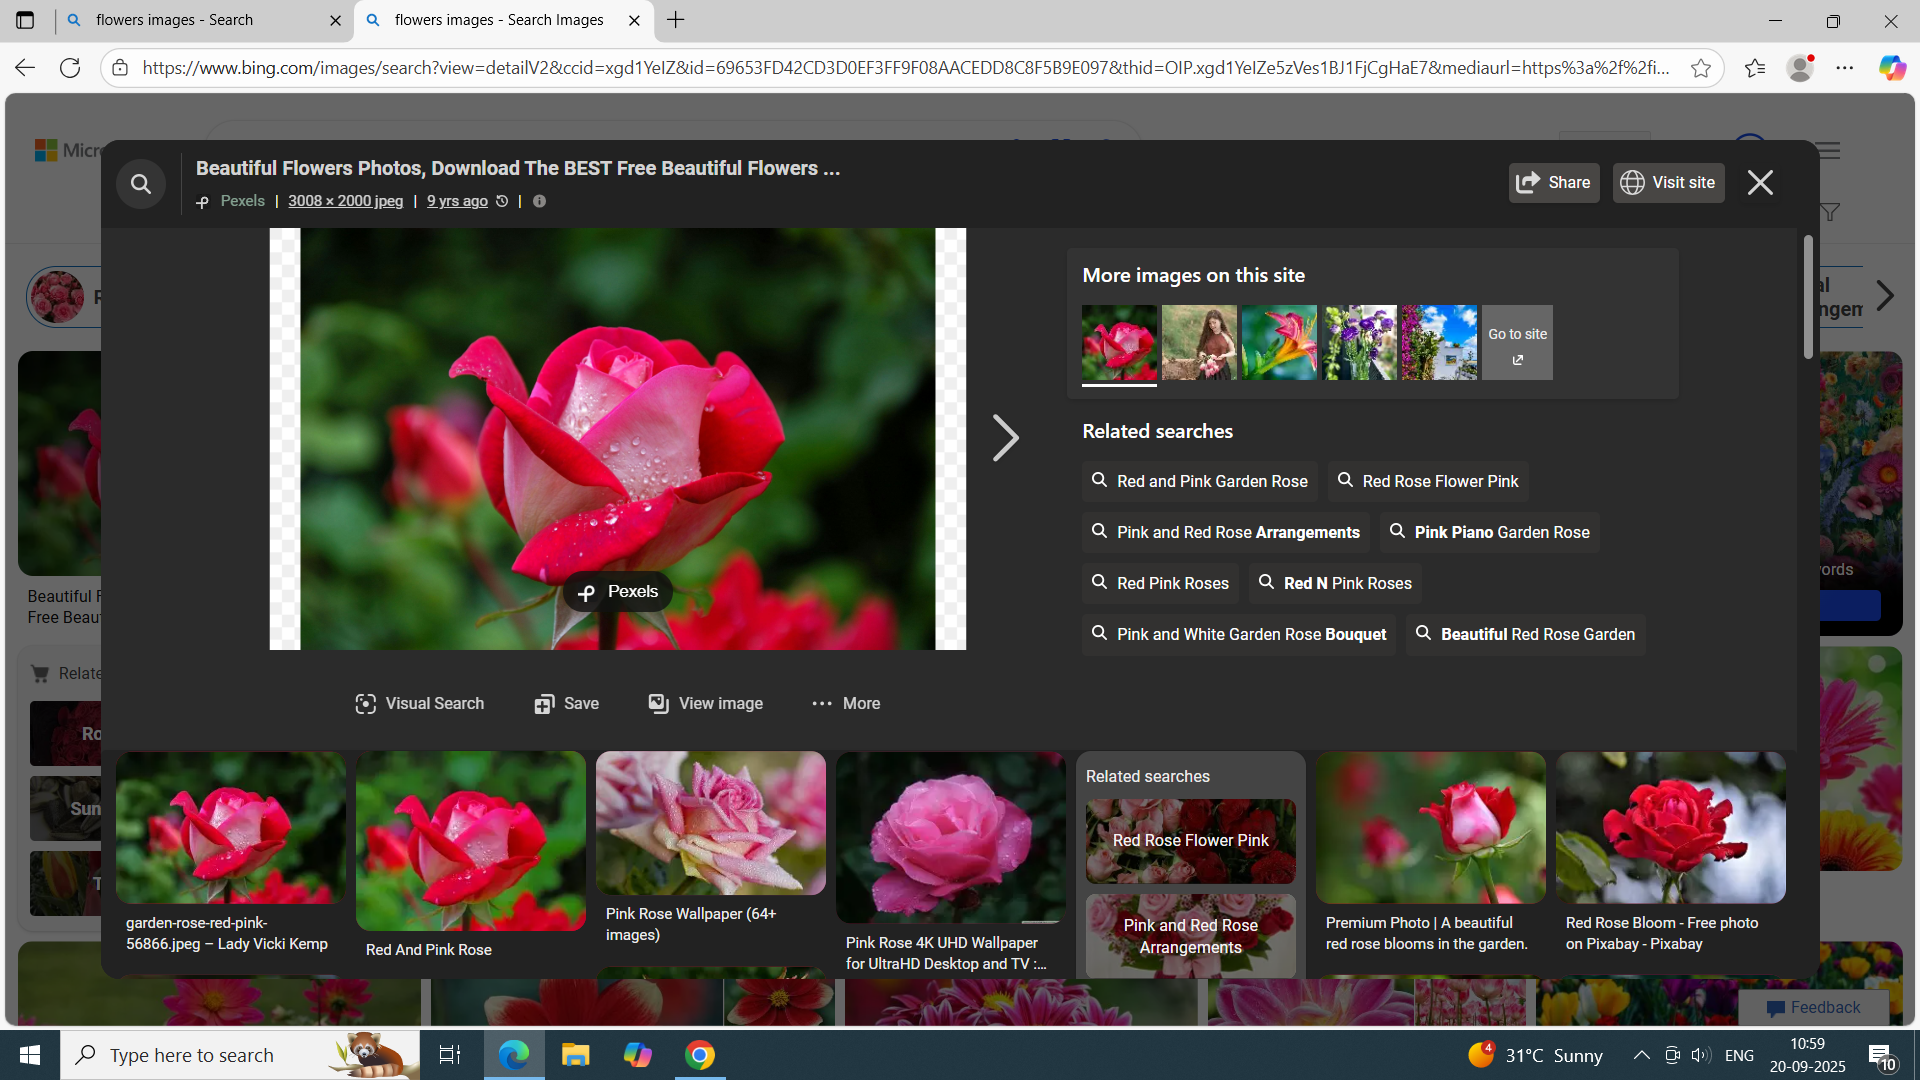 flowers images - Search
flowers images - Search Images
https://www.bing.com/images/search?view=detailV2&ccid=xgd1YeIZ&id=69653FD42CD3D0EF3FF9F08AACEDD8C8F5B9E097&thid=OIP.xgd1YeIZe5zVes1BJ1FjCgHaE7&mediaurl=https%3a%2f%2fi...
Beautiful Flowers Photos, Download The BEST Free Beautiful Flowers ...
Pexels | 3008 × 2000 jpeg | 9 yrs ago |
Share
Visit site
More images on this site
Go to site
Related searches
Red and Pink Garden Rose
Red Rose Flower Pink
Pink and Red Rose Arrangements
Pink Piano Garden Rose
Red Pink Roses
Red N Pink Roses
Pink and White Garden Rose Bouquet
Beautiful Red Rose Garden
Pexels
Visual Search
Save
View image
More
Beautiful F
Free Beau
Relate
Ro
Sun
T
garden-rose-red-pink-
56866.jpeg – Lady Vicki Kemp
Red And Pink Rose
Pink Rose Wallpaper (64+
images)
Pink Rose 4K UHD Wallpaper
for UltraHD Desktop and TV :...
Related searches
Red Rose Flower Pink
Pink and Red Rose
Arrangements
Premium Photo | A beautiful
red rose blooms in the garden.
Red Rose Bloom - Free photo
on Pixabay - Pixabay
Feedback
Type here to search
4
31°C Sunny
ENG
10:59
20-09-2025
10